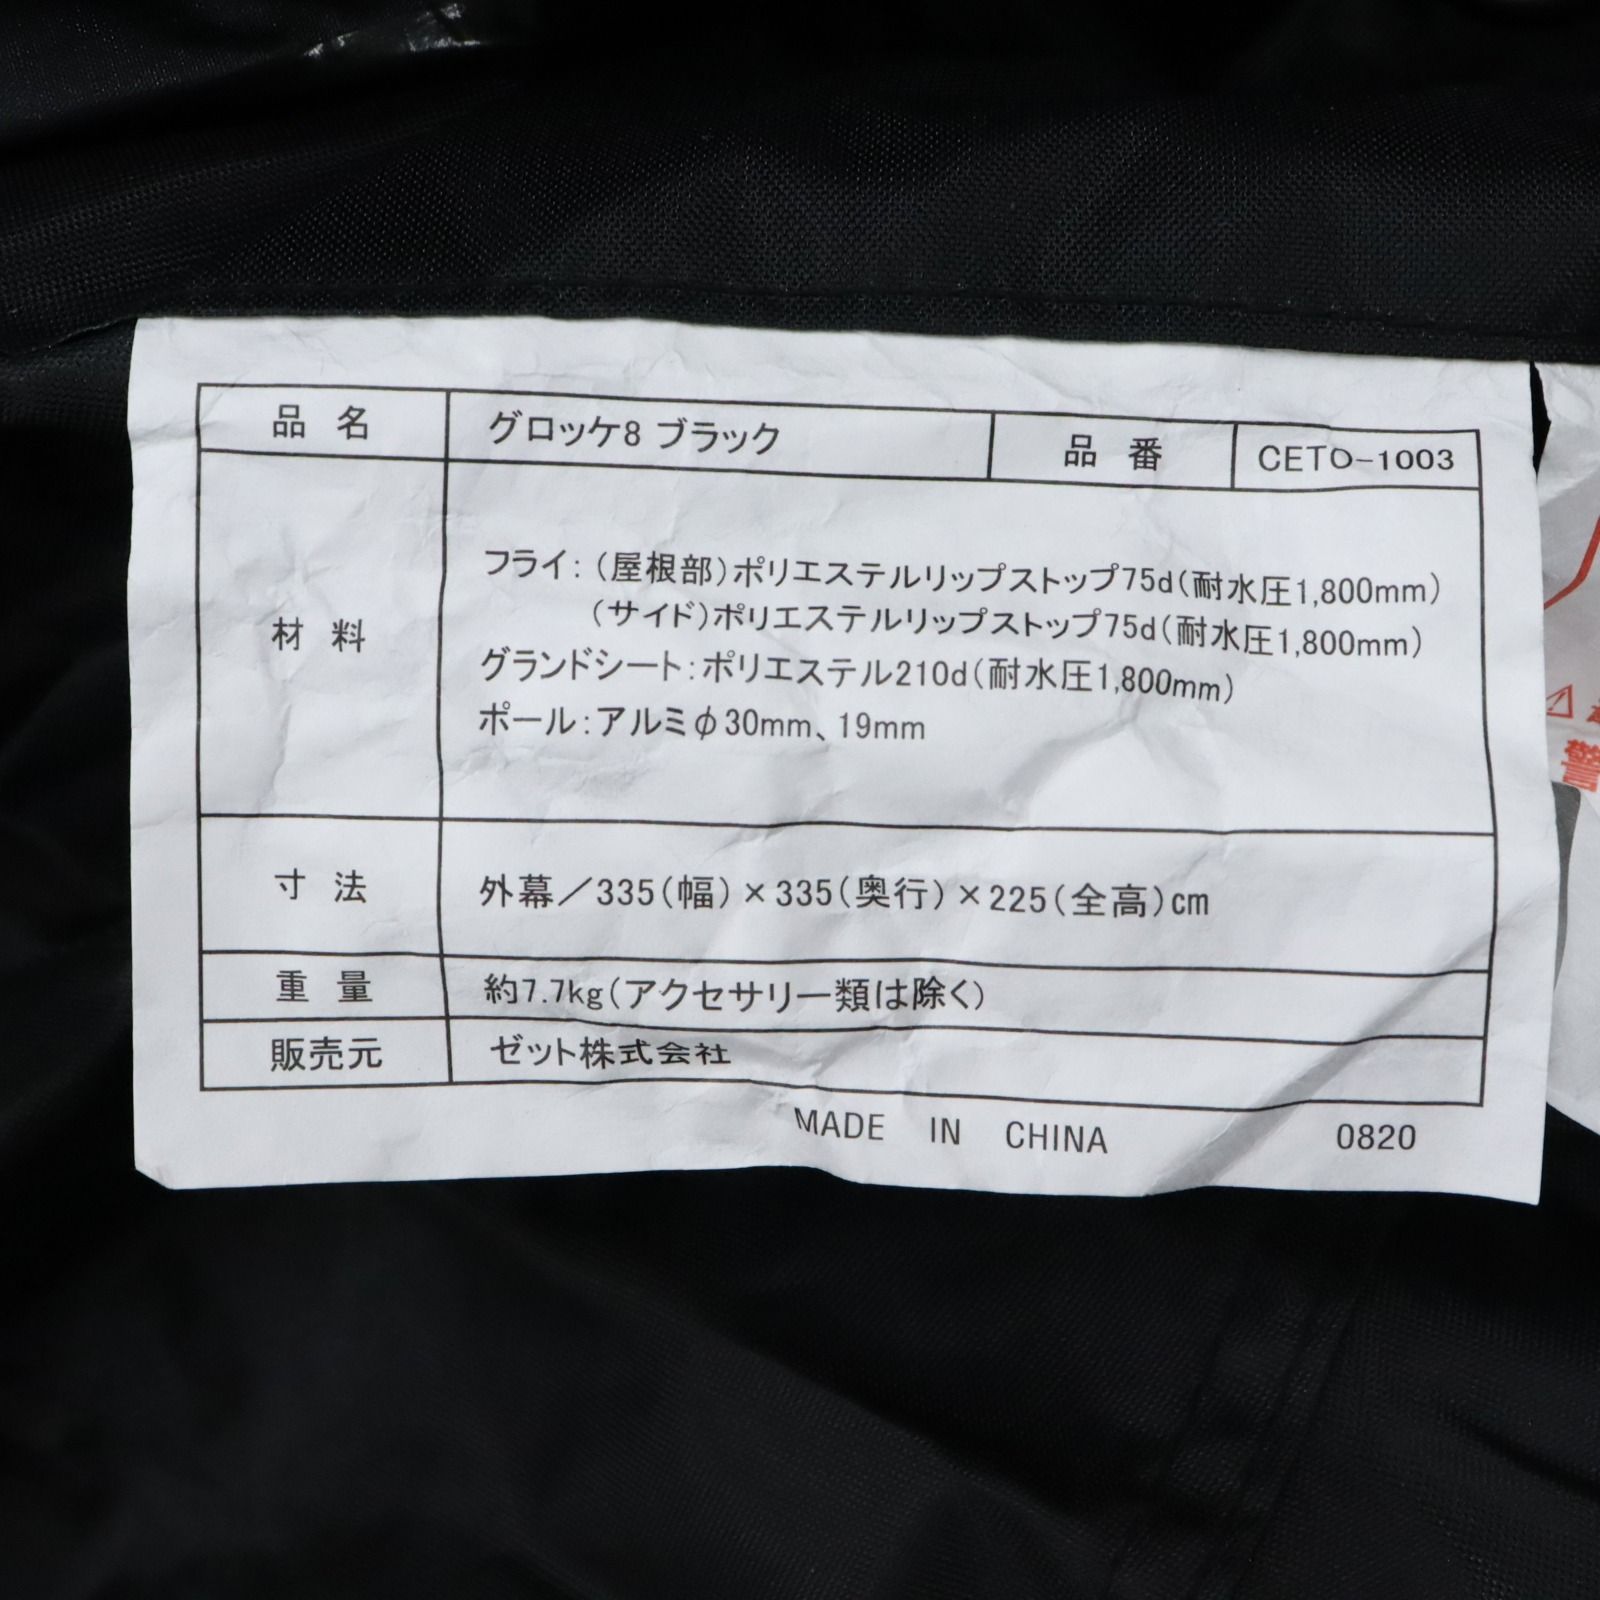 品名 グロッケ8 ブラック 品番 CETO-1003
材料
フライ:(屋根部)ポリエステルリップストップ75d(耐水圧1,800mm)
(サイド)ポリエステルリップストップ75d(耐水圧1,800mm)
グランドシート:ポリエステル210d(耐水圧1,800mm)
ポール:アルミφ30mm、19mm
寸法 外幕/335(幅)×335(奥行)×225(全高)cm
重量 約7.7kg(アクセサリー類は除く)
販売元 ゼット株式会社
MADE IN CHINA 0820
警